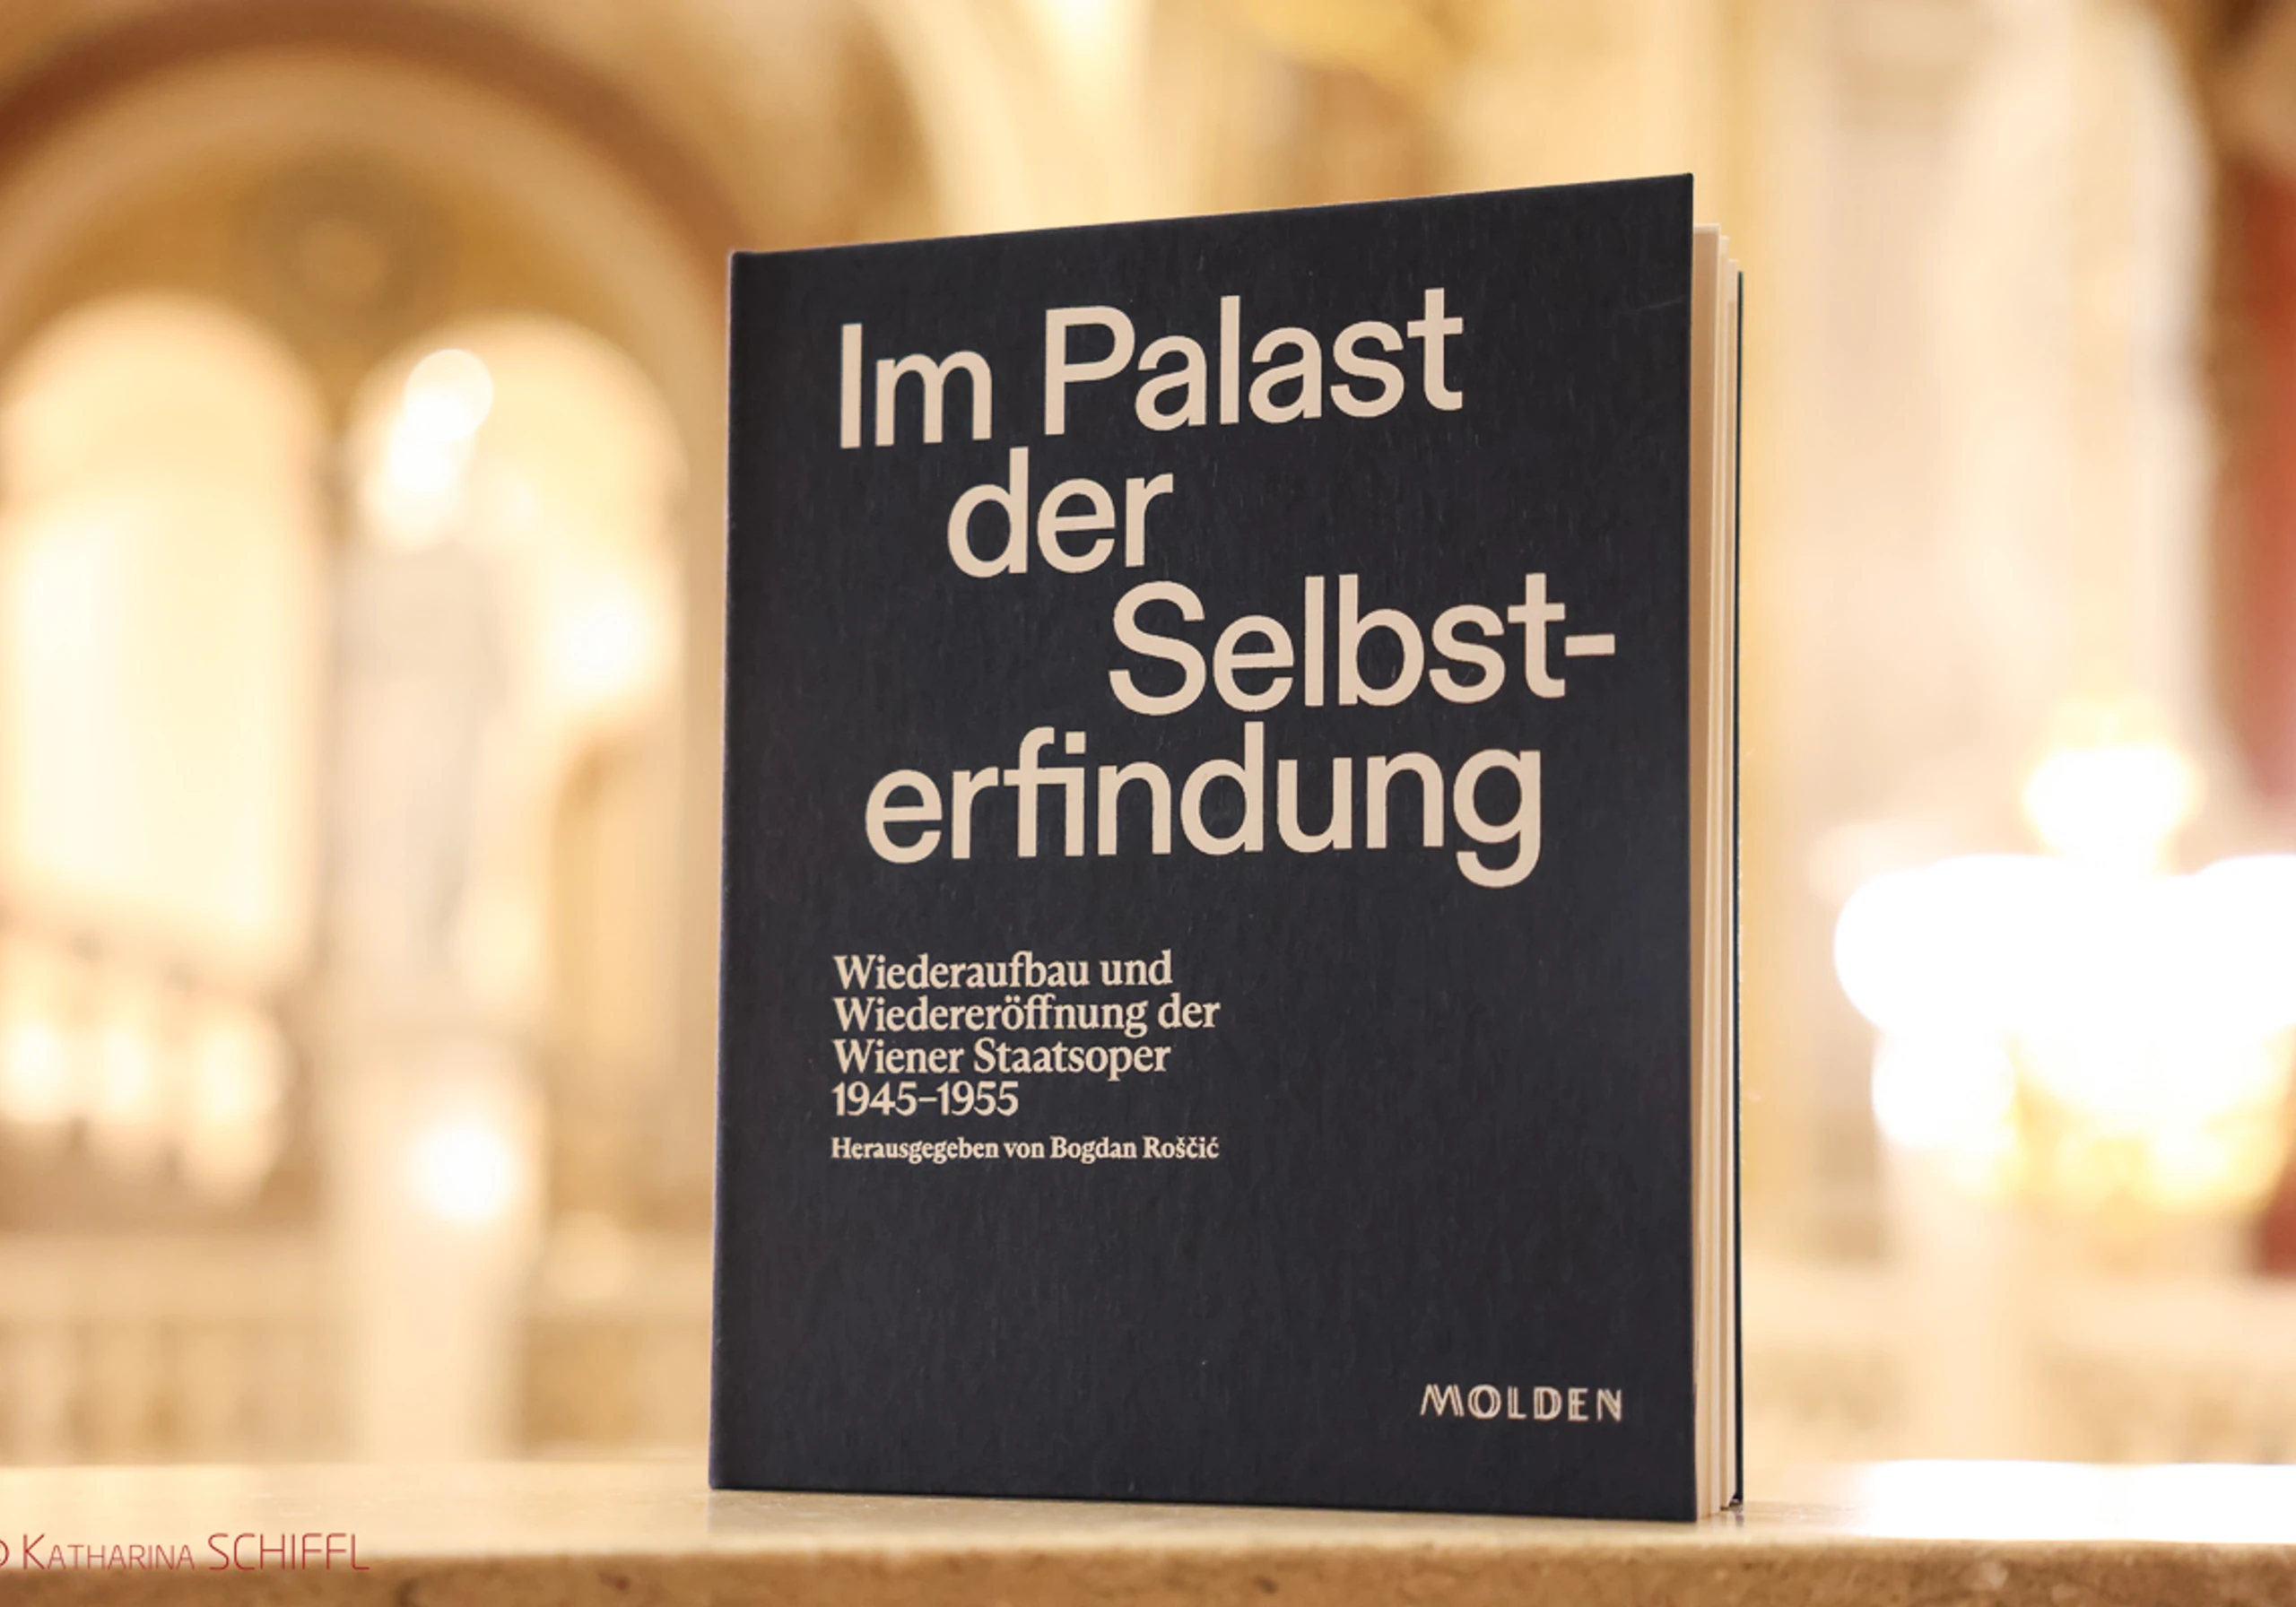 Im Palast
der
Selbst-
erfindung
Wiederaufbau und
Wiedereröffnung der
Wiener Staatsoper
1945–1955
Herausgegeben von Bogdan Roščić
MOLDEN
© KATHARINA SCHIFFL